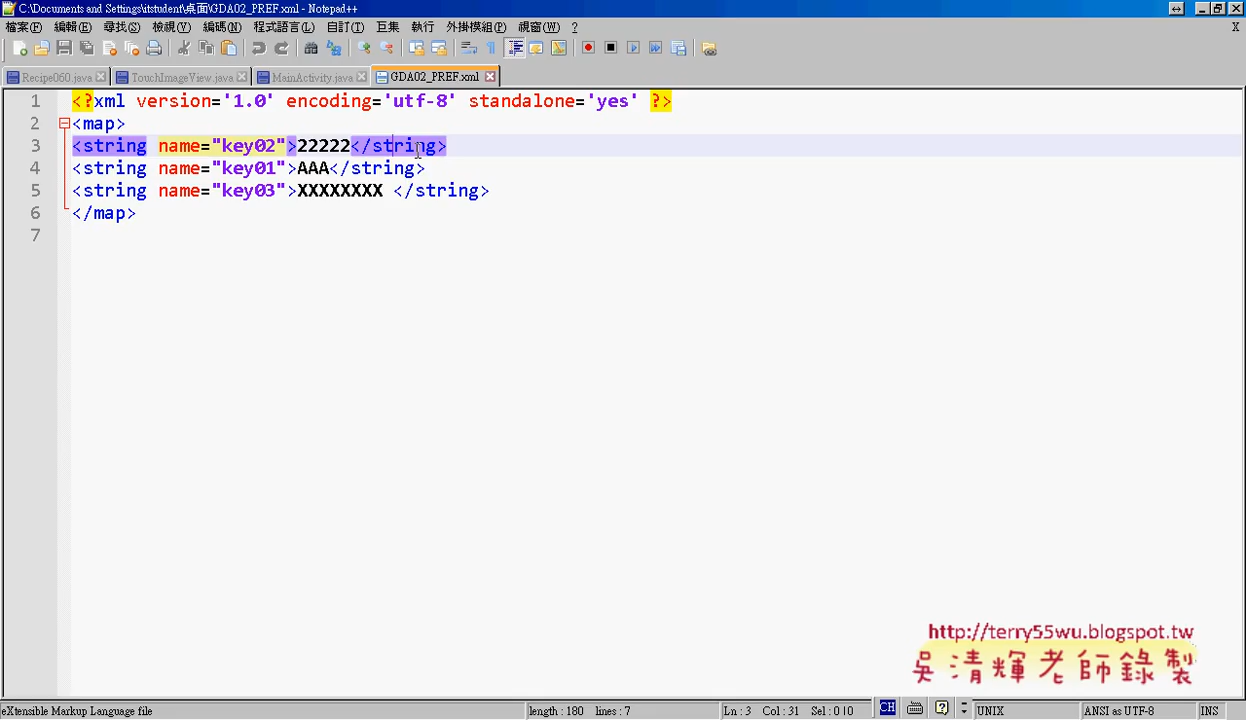 C:\Documents and Settings\itstudent\桌面\GDA02_PREF.xml - Notepad++
檔案(F) 編輯(E) 尋找(S) 檢視(V) 編碼(N) 程式語言(L) 自訂(T) 巨集 執行 外掛模組(P) 視窗(W) ? X
Recipe060.java TouchImageView.java MainActivity.java GDA02_PREF.xml
1 <?xml version='1.0' encoding='utf-8' standalone='yes' ?>
2 <map>
3 <string name="key02">22222</string>
4 <string name="key01">AAA</string>
5 <string name="key03">XXXXXXXX </string>
6 </map>
7
http://terry55wu.blogspot.tw
吳清輝老師錄製
eXtensible Markup Language file length : 180 lines : 7 Ln : 3 Col : 31 Sel : 0 | 0 CH UNIX ANSI as UTF-8 INS